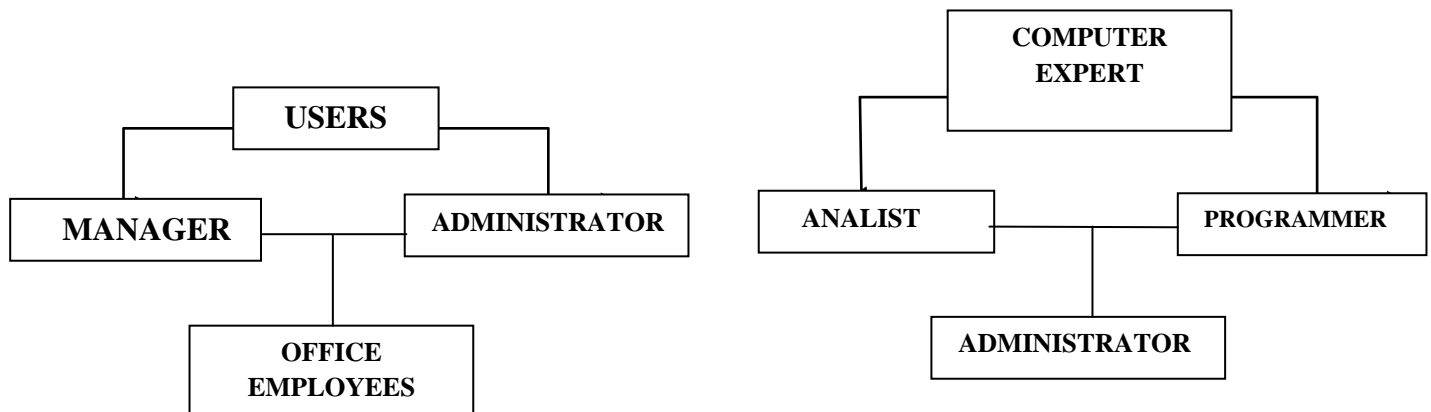 USERS
MANAGER
ADMINISTRATOR
OFFICE
EMPLOYEES
COMPUTER
EXPERT
ANALIST
PROGRAMMER
ADMINISTRATOR